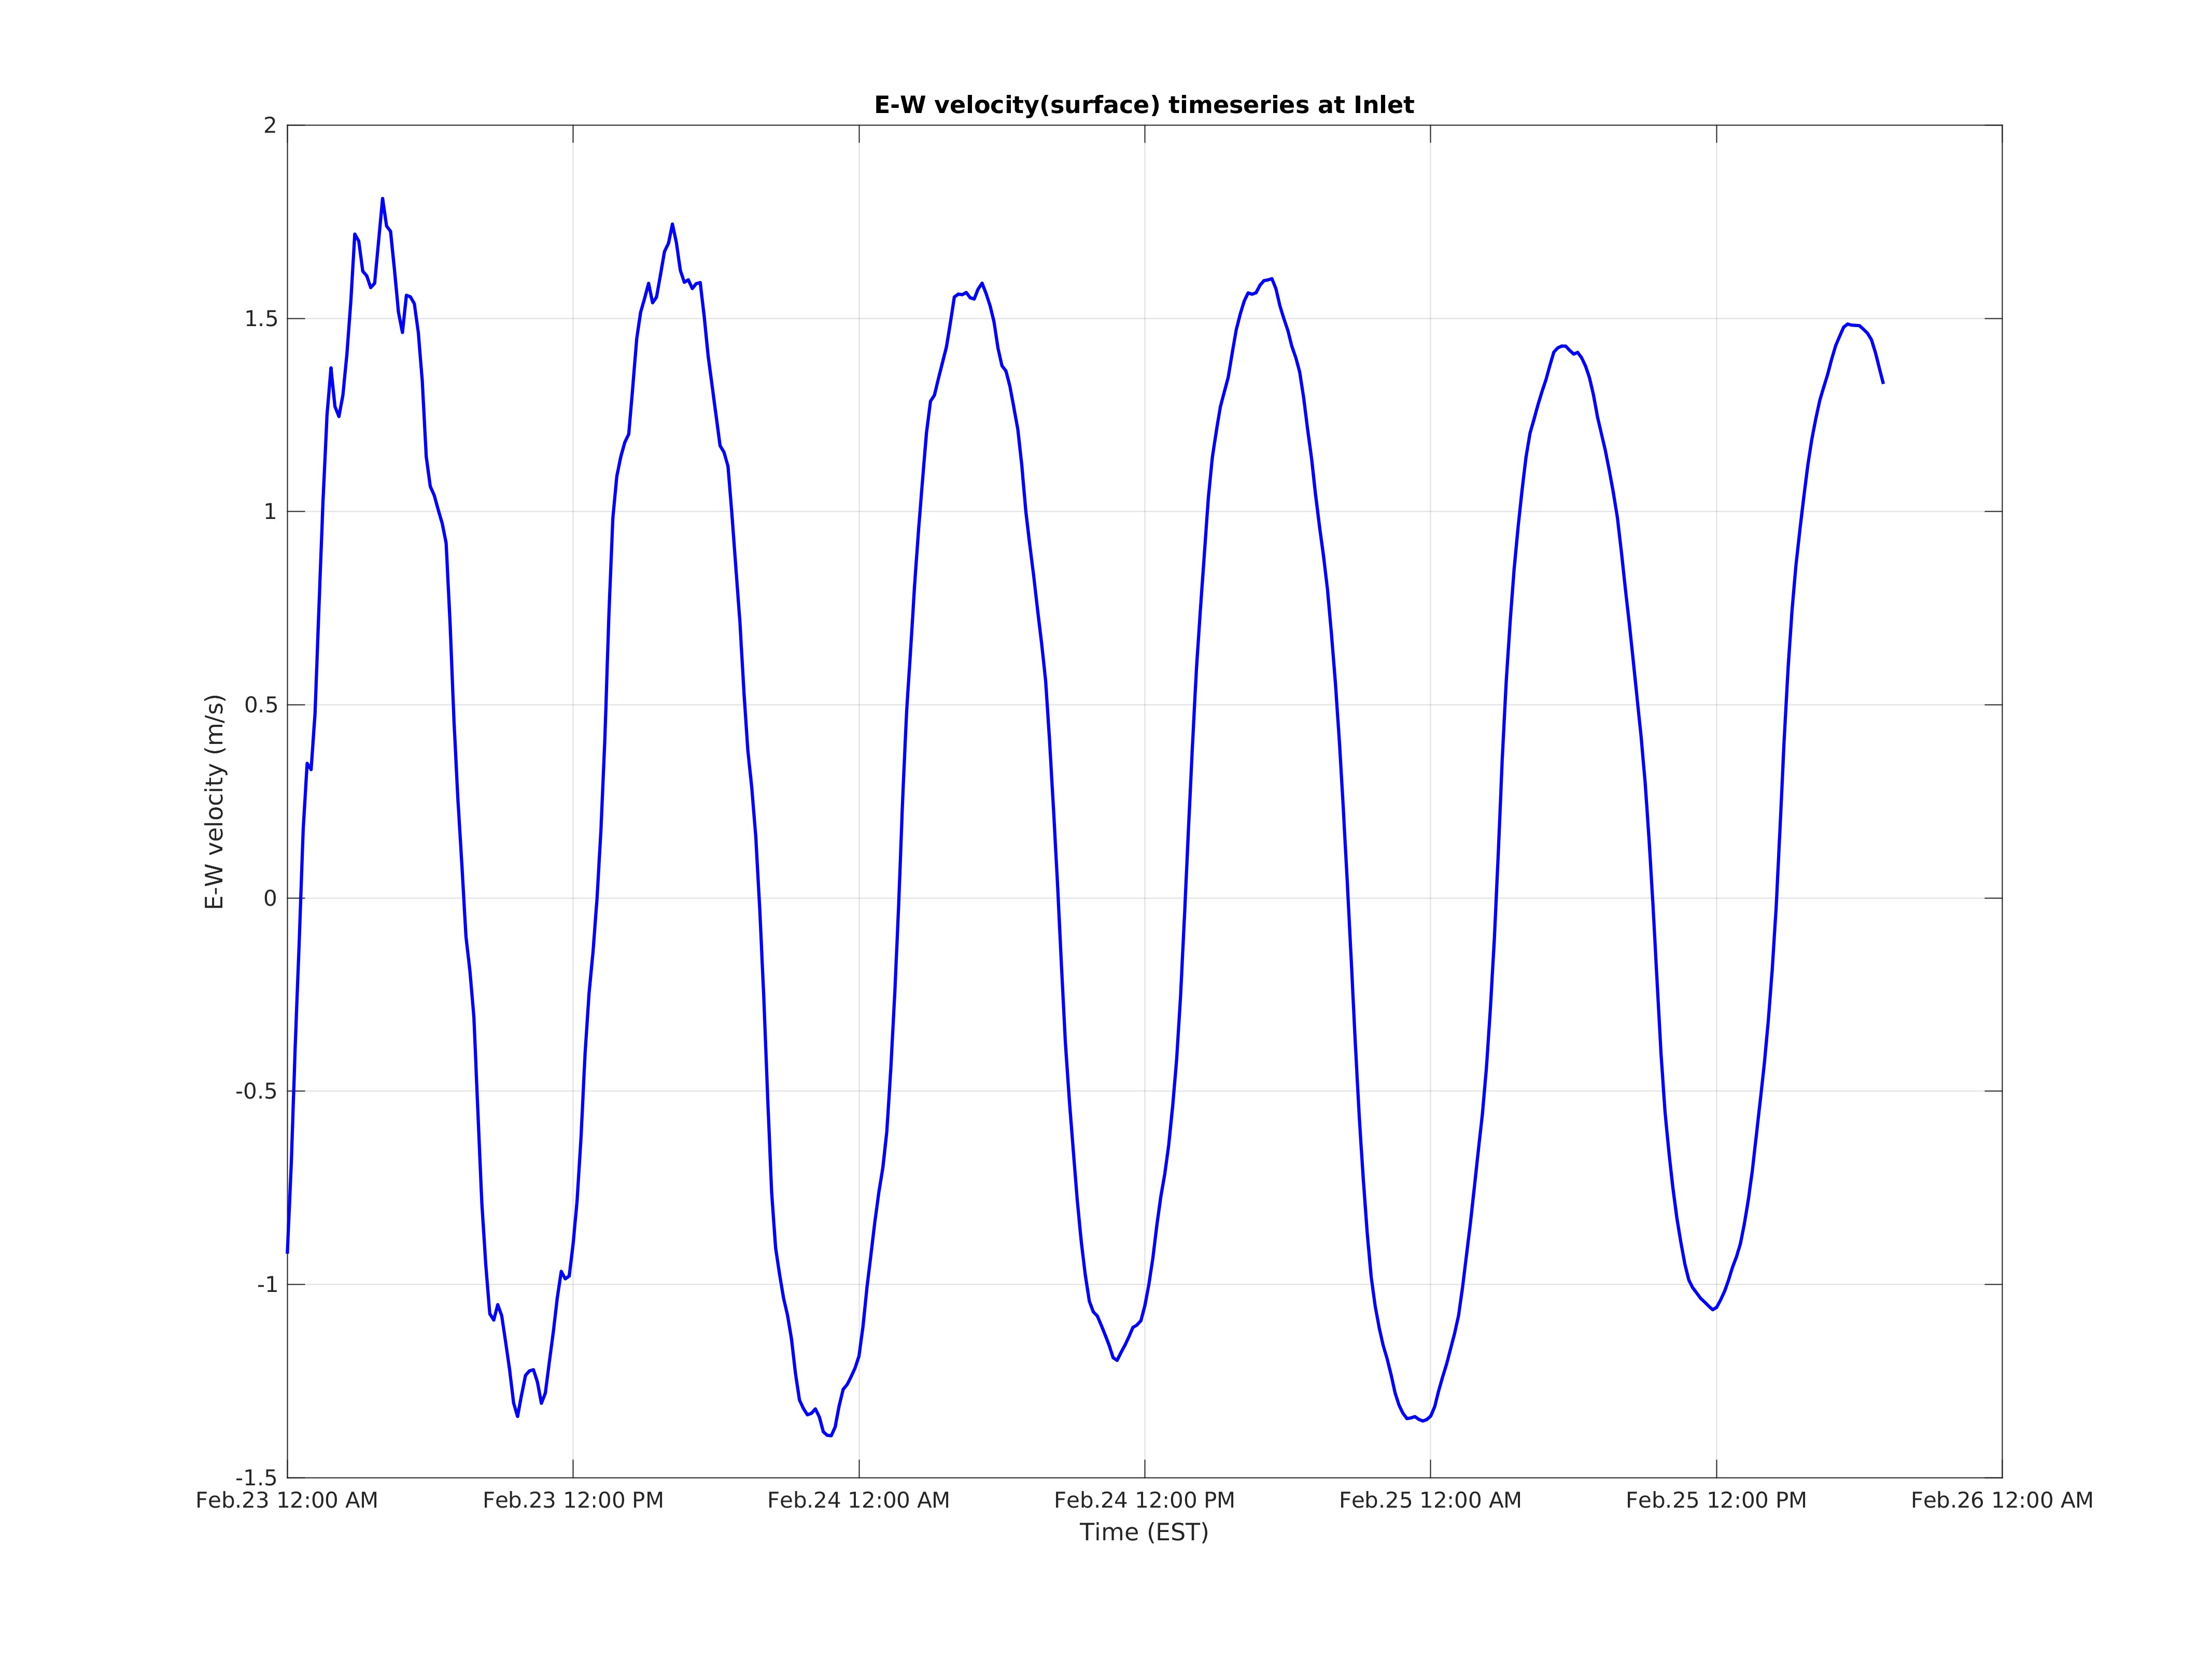 E-W velocity(surface) timeseries at Inlet
2
1.5
1
0.5
0
-0.5
-1
-1.5
E-W velocity (m/s)
Feb.23 12:00 AM
Feb.23 12:00 PM
Feb.24 12:00 AM
Feb.24 12:00 PM
Feb.25 12:00 AM
Feb.25 12:00 PM
Feb.26 12:00 AM
Time (EST)